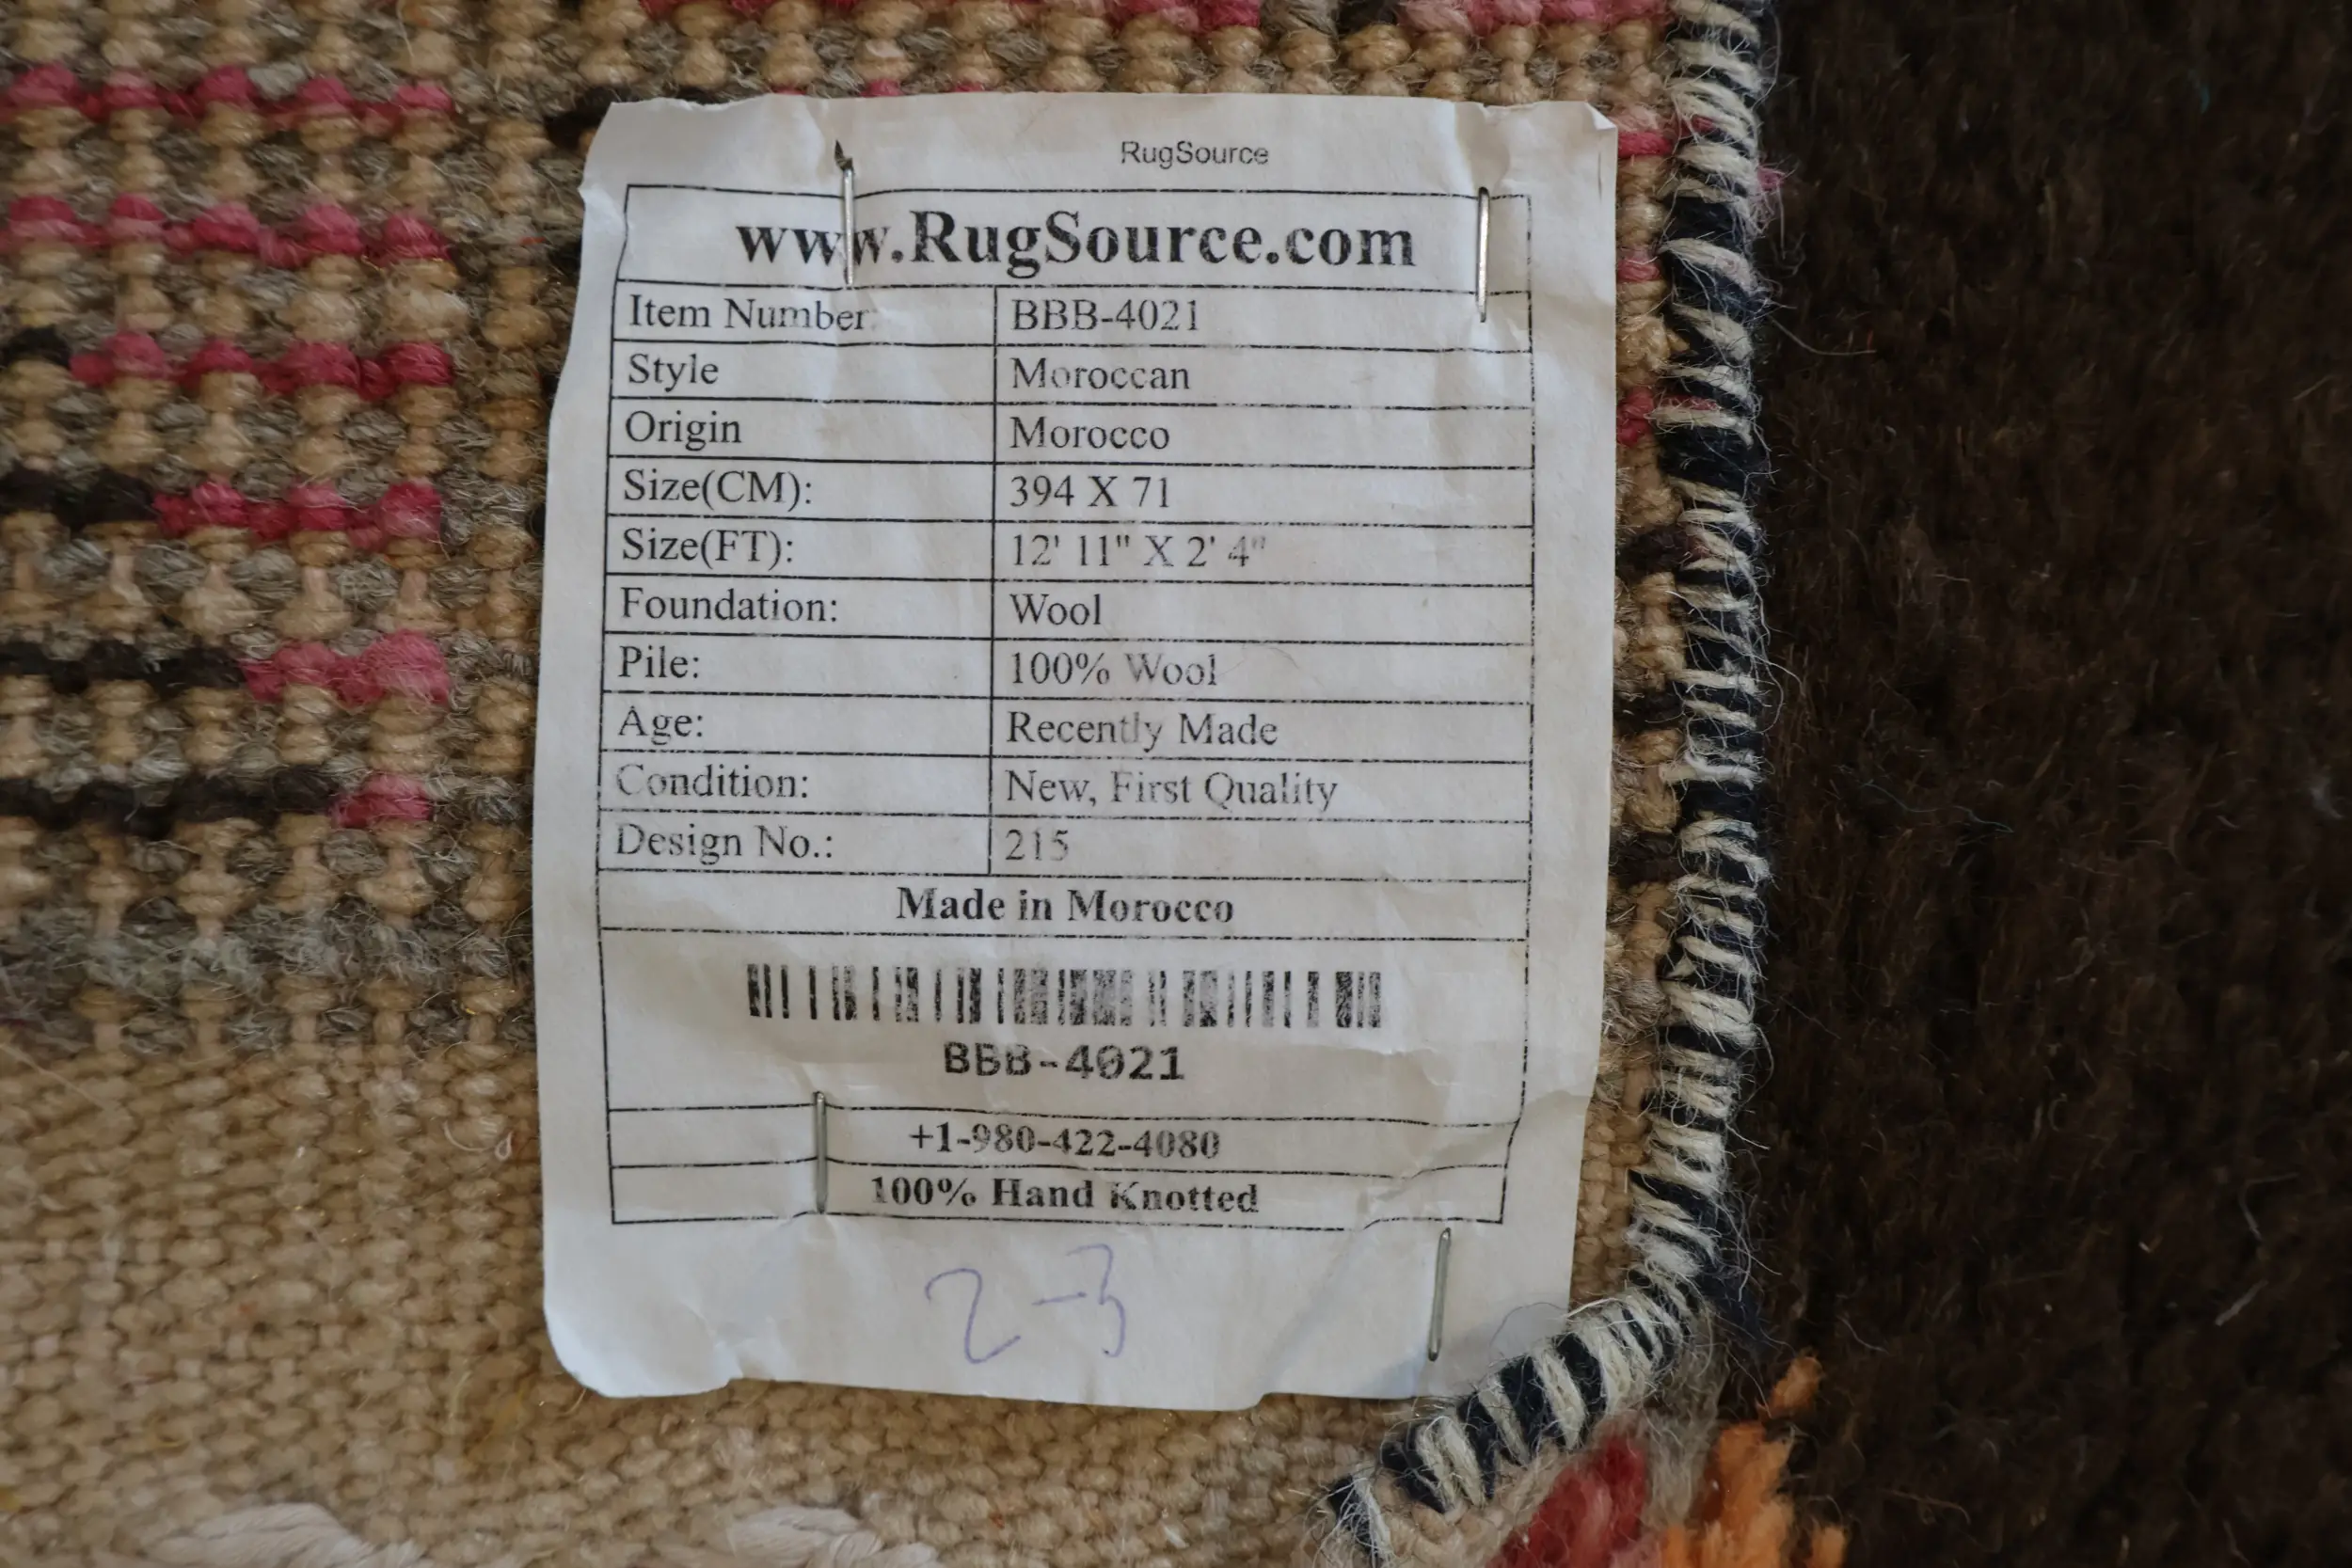 RugSource
www.RugSource.com
Item Number BBB-4021
Style Moroccan
Origin Morocco
Size(CM): 394 X 71
Size(FT): 12' 11" X 2' 4"
Foundation: Wool
Pile: 100% Wool
Age: Recently Made
Condition: New, First Quality
Design No.: 215
Made in Morocco
BBB-4021
+1-980-422-4080
100% Hand Knotted
2-3